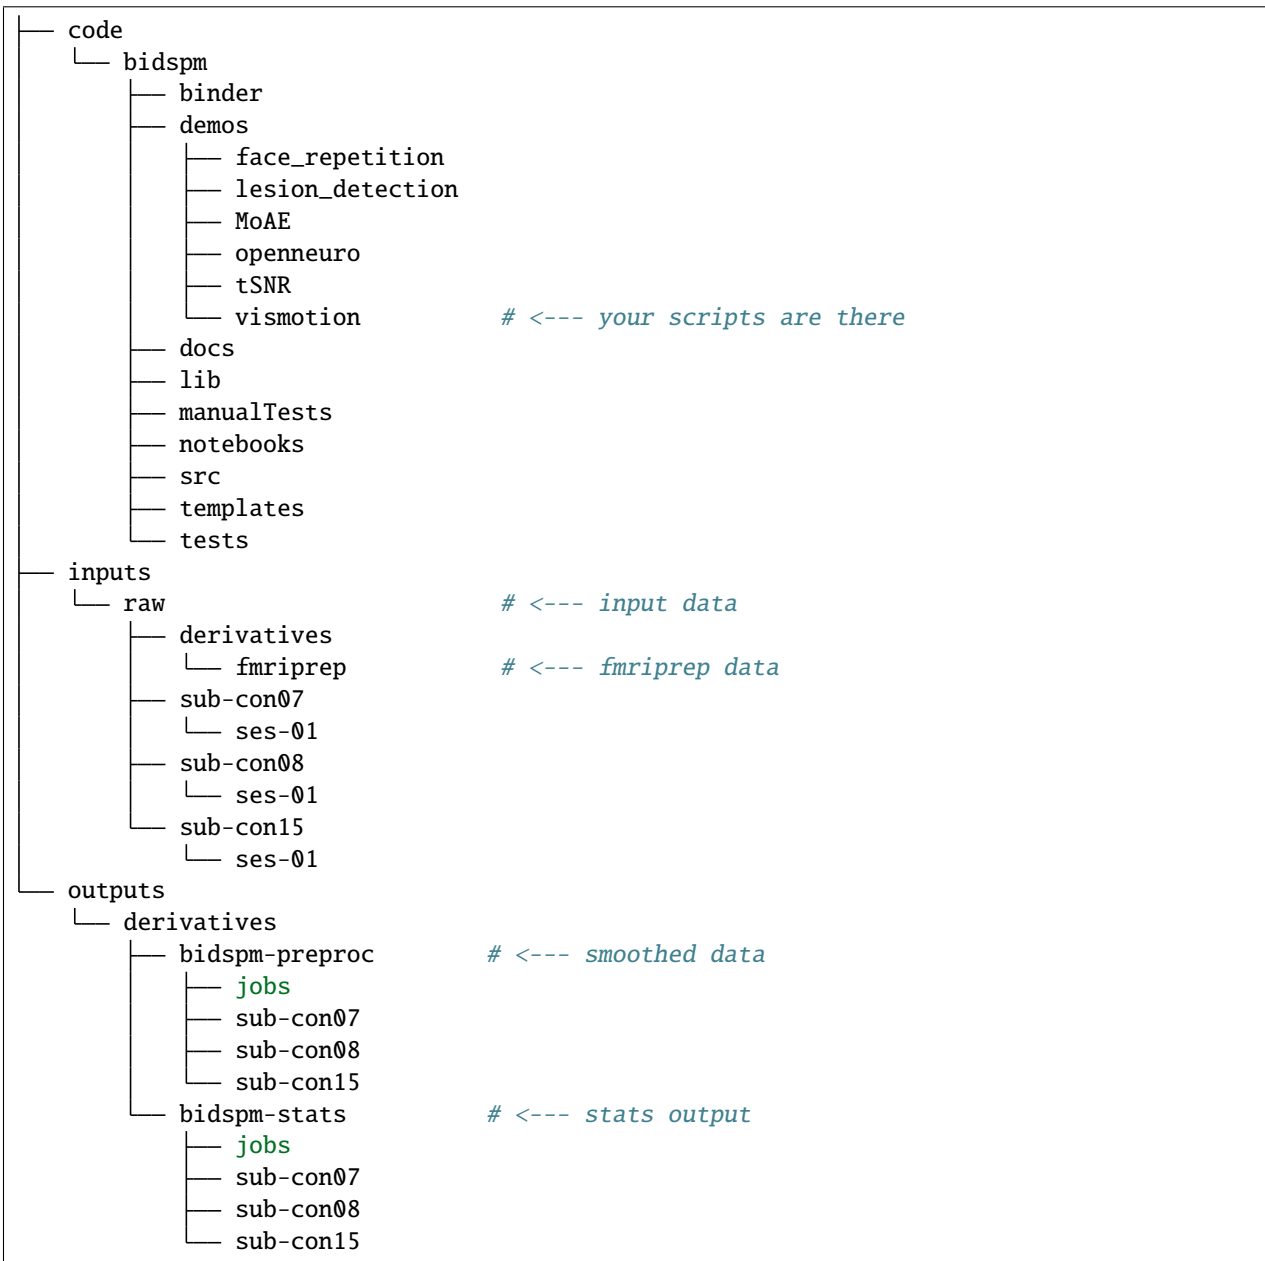 ├── code
│   └── bidspm
│       ├── binder
│       ├── demos
│       │   ├── face_repetition
│       │   ├── lesion_detection
│       │   ├── MoAE
│       │   ├── openneuro
│       │   ├── tSNR
│       │   └── vismotion          # <--- your scripts are there
│       ├── docs
│       ├── lib
│       ├── manualTests
│       ├── notebooks
│       ├── src
│       ├── templates
│       └── tests
├── inputs
│   └── raw                        # <--- input data
│       ├── derivatives
│       │   └── fmriprep           # <--- fmriprep data
│       ├── sub-con07
│       │   └── ses-01
│       ├── sub-con08
│       │   └── ses-01
│       └── sub-con15
│           └── ses-01
└── outputs
    └── derivatives
        ├── bidspm-preproc        # <--- smoothed data
        │   ├── jobs
        │   ├── sub-con07
        │   ├── sub-con08
        │   └── sub-con15
        └── bidspm-stats          # <--- stats output
            ├── jobs
            ├── sub-con07
            ├── sub-con08
            └── sub-con15